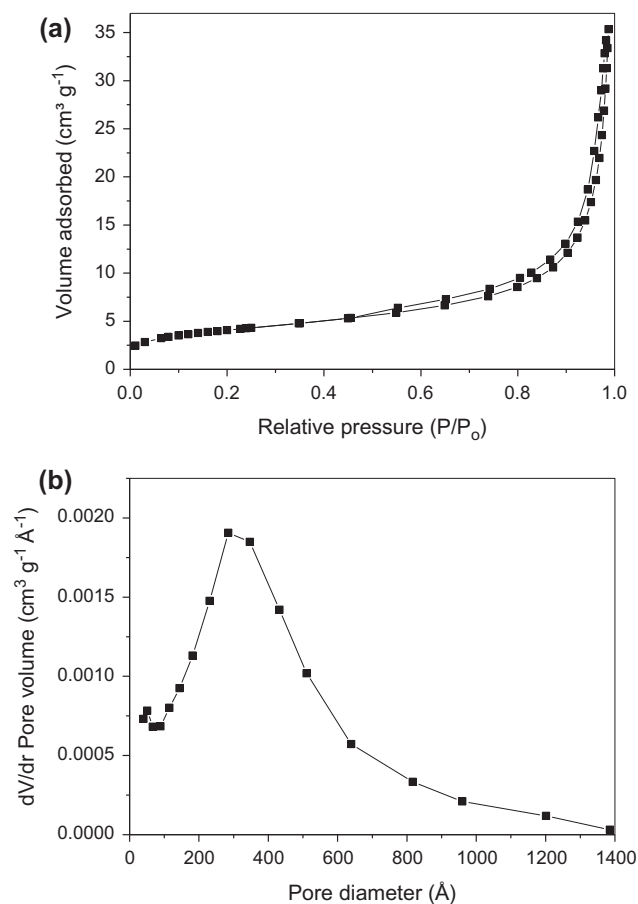 (a)
35
30
25
20
15
10
5
0
Volume adsorbed (cm³ g⁻¹)
0.0 0.2 0.4 0.6 0.8 1.0
Relative pressure (P/Pₒ)
(b)
0.0020
0.0015
0.0010
0.0005
0.0000
dV/dr Pore volume (cm³ g⁻¹ Å⁻¹)
0 200 400 600 800 1000 1200 1400
Pore diameter (Å)